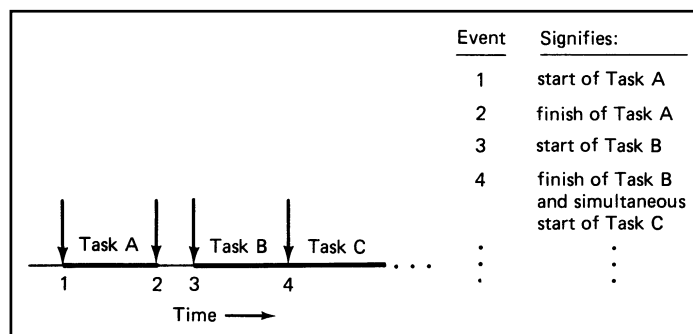 Event Signifies:
1 start of Task A
2 finish of Task A
3 start of Task B
4 finish of Task B
and simultaneous
start of Task C
Task A Task B Task C
1 2 3 4
Time